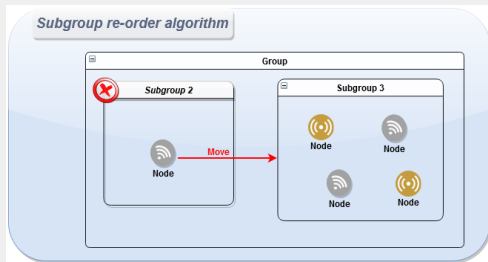 Subgroup re-order algorithm
Group
Subgroup 2
Subgroup 3
Node
Node
Move
Node
Node
Node